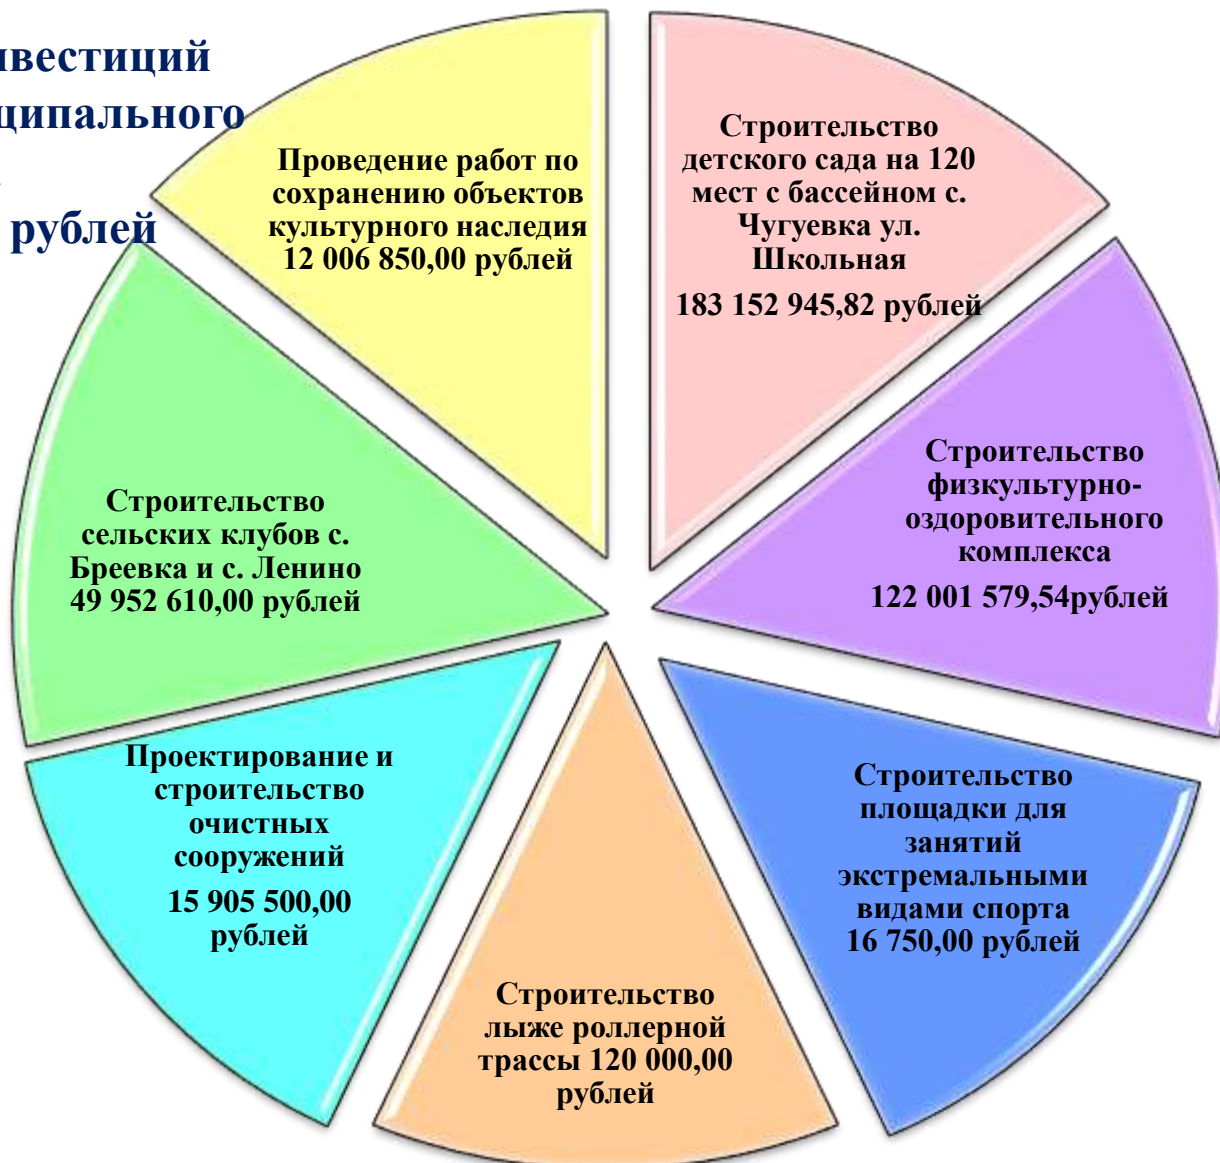 нвестиций
ципального
рублей
Проведение работ по
сохранению объектов
культурного наследия
12 006 850,00 рублей
Строительство
детского сада на 120
мест с бассейном с.
Чугуевка ул.
Школьная
183 152 945,82 рублей
Строительство
физкультурно-
оздоровительного
комплекса
122 001 579,54рублей
Строительство
площадки для
занятий
экстремальными
видами спорта
16 750,00 рублей
Строительство
лыже роллерной
трассы 120 000,00
рублей
Проектирование и
строительство
очистных
сооружений
15 905 500,00
рублей
Строительство
сельских клубов с.
Бреевка и с. Ленино
49 952 610,00 рублей